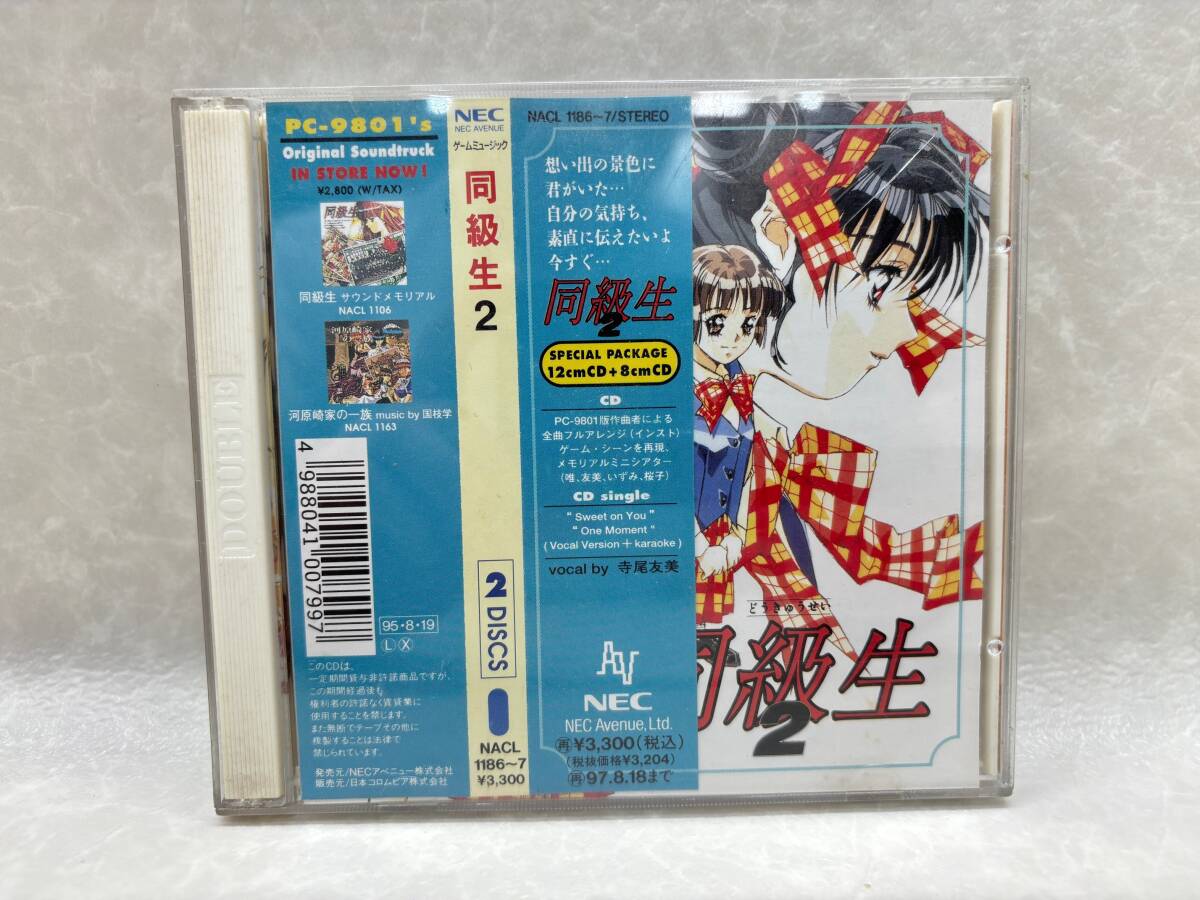 PC-9801's
Original Soundtruck
IN STORE NOW!
¥2,800 (W/TAX)
同級生
同級生 サウンドメモリアル
NACL 1106
河原崎家
の一族
河原崎家の一族 music by 国枝学
NACL 1163
4 988041 007997
95・8・19
L X
このCDは、
一定期間貸与非許諾商品ですが、
この期間経過後も
権利者の許諾なく賃貸業に
使用することを禁じます。
また無断でテープその他に
複製することは法律で
禁じられています。
発売元/NECアベニュー株式会社
販売元/日本コロムビア株式会社
DOUBLE
NEC
NEC AVENUE
ゲームミュージック
同級生2
2 DISCS
NACL
1186~7
¥3,300
NACL 1186~7/STEREO
想い出の景色に
君がいた…
自分の気持ち、
素直に伝えたいよ
今すぐ…
同級生
2
SPECIAL PACKAGE
12cmCD+8cmCD
CD
PC-9801版作曲者による
全曲フルアレンジ(インスト)
ゲーム・シーンを再現、
メモリアルミニシアター
(唯、友美、いずみ、桜子)
CD single
"Sweet on You"
"One Moment"
(Vocal Version+karaoke)
vocal by 寺尾友美
NEC
NEC Avenue, Ltd.
再¥3,300(税込)
(税抜価格¥3,204)
再97.8.18まで
どうきゅうせい
同級生
2